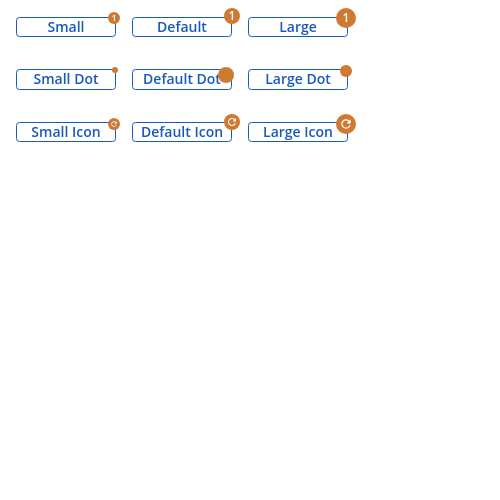 Small 1 Default 1 Large 1
Small Dot Default Dot Large Dot
Small Icon Default Icon Large Icon